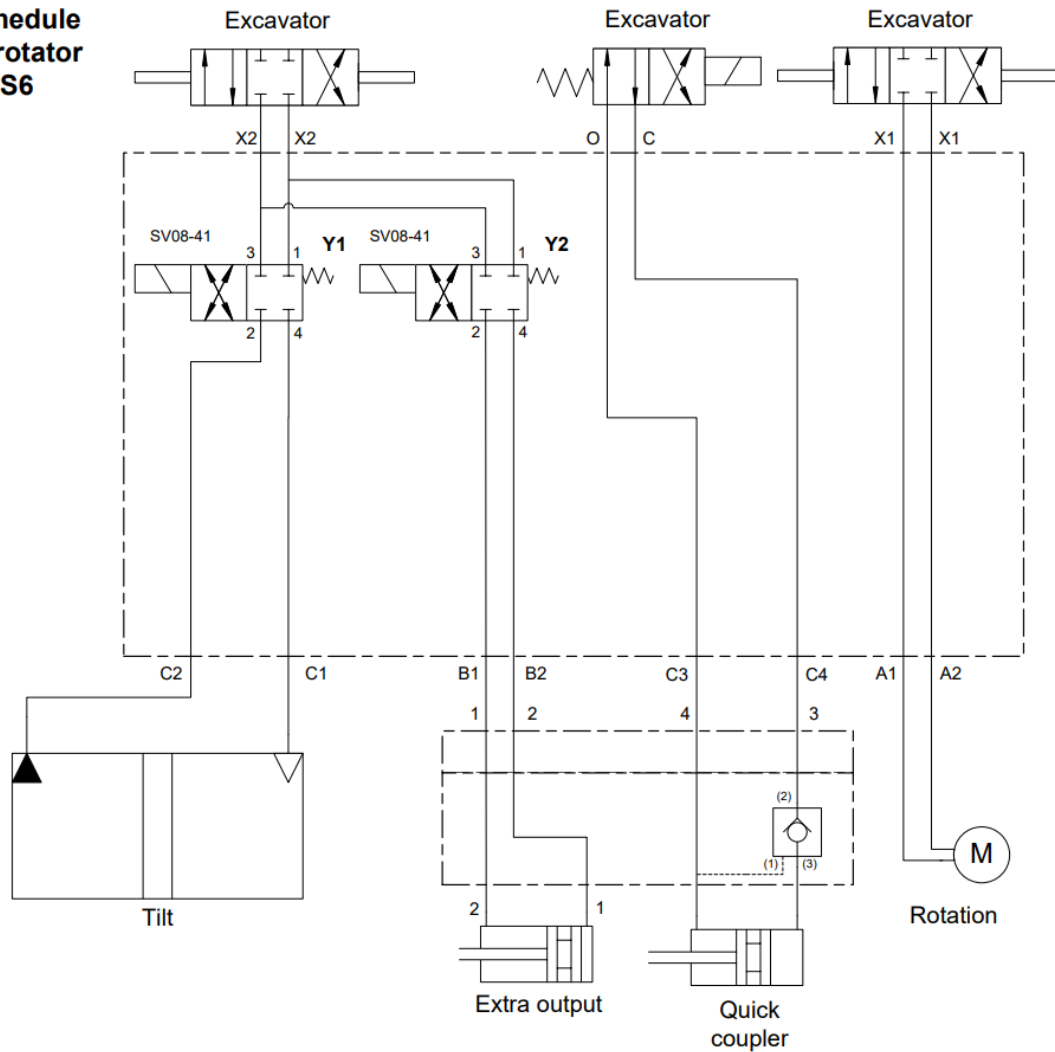 Excavator Excavator Excavator
rotator
S6
X2 X2 O C X1 X1
SV08-41 Y1 SV08-41 Y2
3 1 3 1
2 4 2 4
C2 C1 B1 B2 C3 C4 A1 A2
1 2 4 3
(2)
(1) (3)
M
2 1
Tilt Rotation
Extra output
Quick
coupler